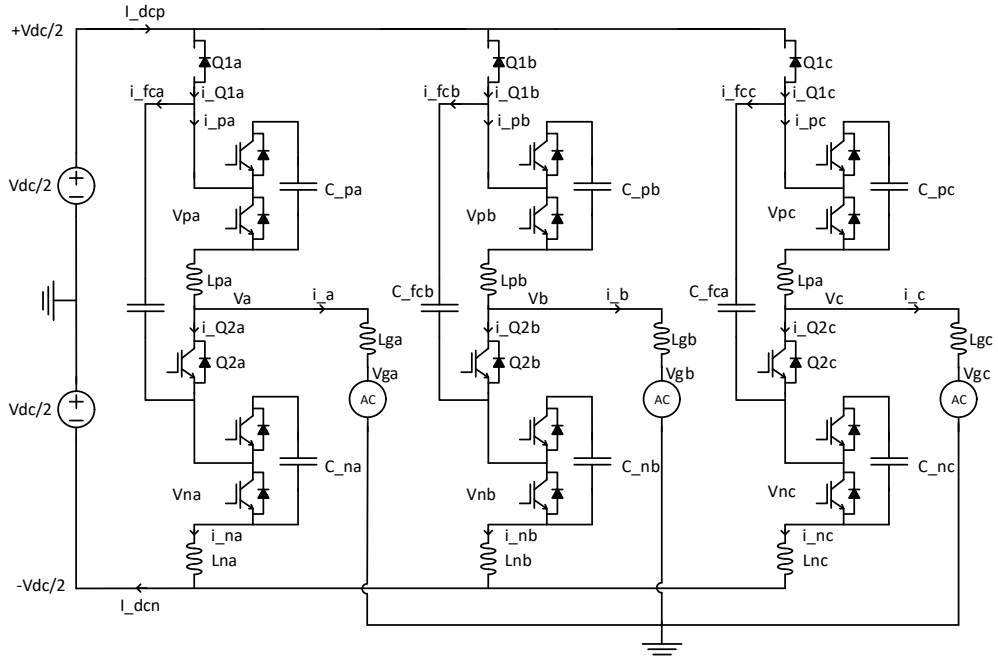 I_dcp
+Vdc/2
Q1a
Q1b
Q1c
i_fca
i_Q1a
i_fcb
i_Q1b
i_fcc
i_Q1c
i_pa
i_pb
i_pc
Vdc/2
C_pa
C_pb
C_pc
Vpa
Vpb
Vpc
Lpa
Lpb
Lpa
Va
i_a
C_fcb
Vb
i_b
C_fca
Vc
i_c
i_Q2a
i_Q2b
i_Q2c
Lga
Lgb
Lgc
Q2a
Q2b
Q2c
Vga
Vgb
Vgc
Vdc/2
AC
AC
AC
C_na
C_nb
C_nc
Vna
Vnb
Vnc
i_na
i_nb
i_nc
Lna
Lnb
Lnc
-Vdc/2
I_dcn